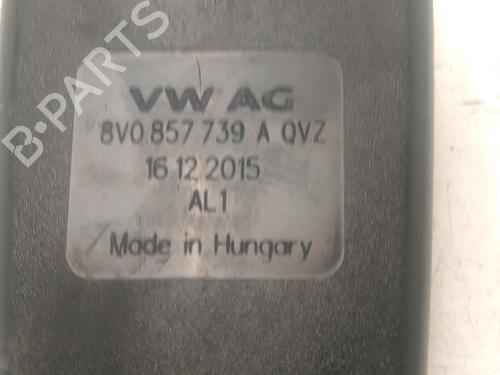 B-PARTS
VW AG
8V0 857 739 A QVZ
16.12.2015
AL1
Made in Hungary